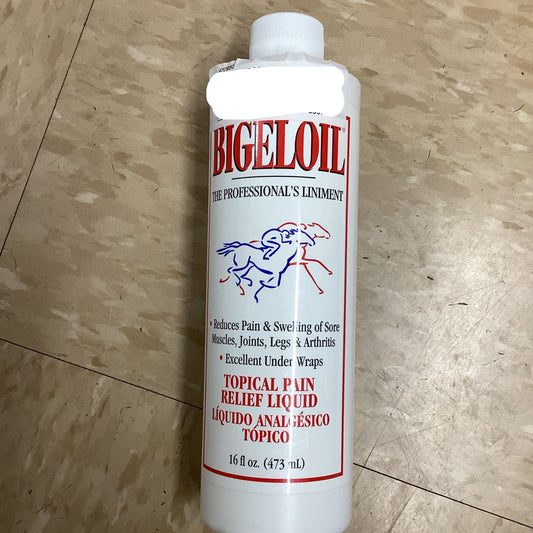 BIGELOIL®
THE PROFESSIONAL'S LINIMENT
• Reduces Pain & Swelling of Sore
Muscles, Joints, Legs & Arthritis
• Excellent Under Wraps
TOPICAL PAIN
RELIEF LIQUID
LÍQUIDO ANALGÉSICO
TÓPICO
16 fl oz. (473 mL)